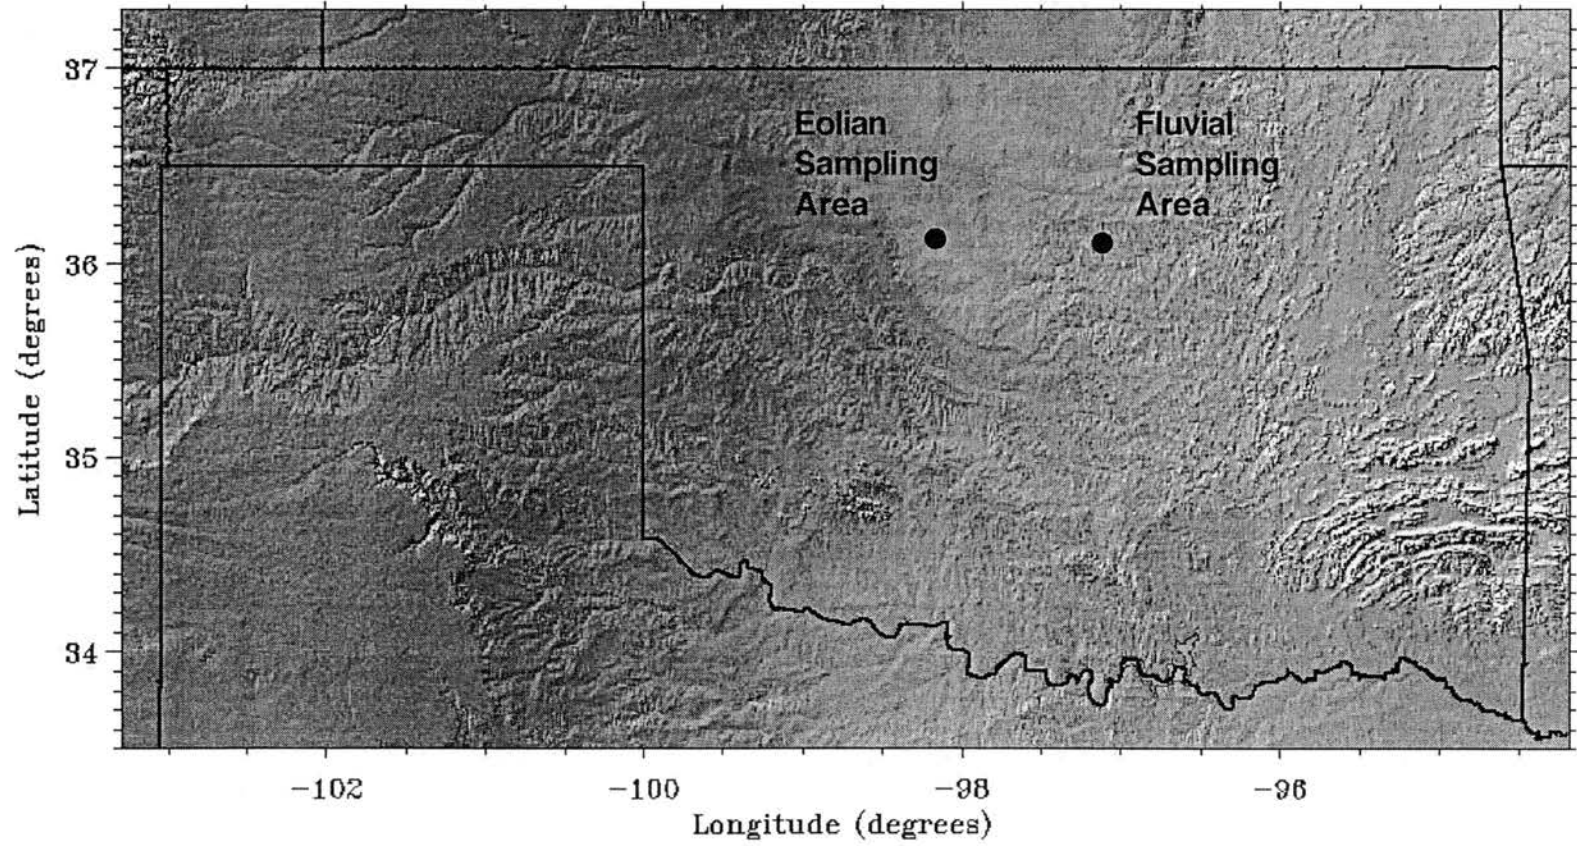 37
Eolian
Sampling
Area
Fluvial
Sampling
Area
36
35
34
Latitude (degrees)
-102
-100
-98
-96
Longitude (degrees)